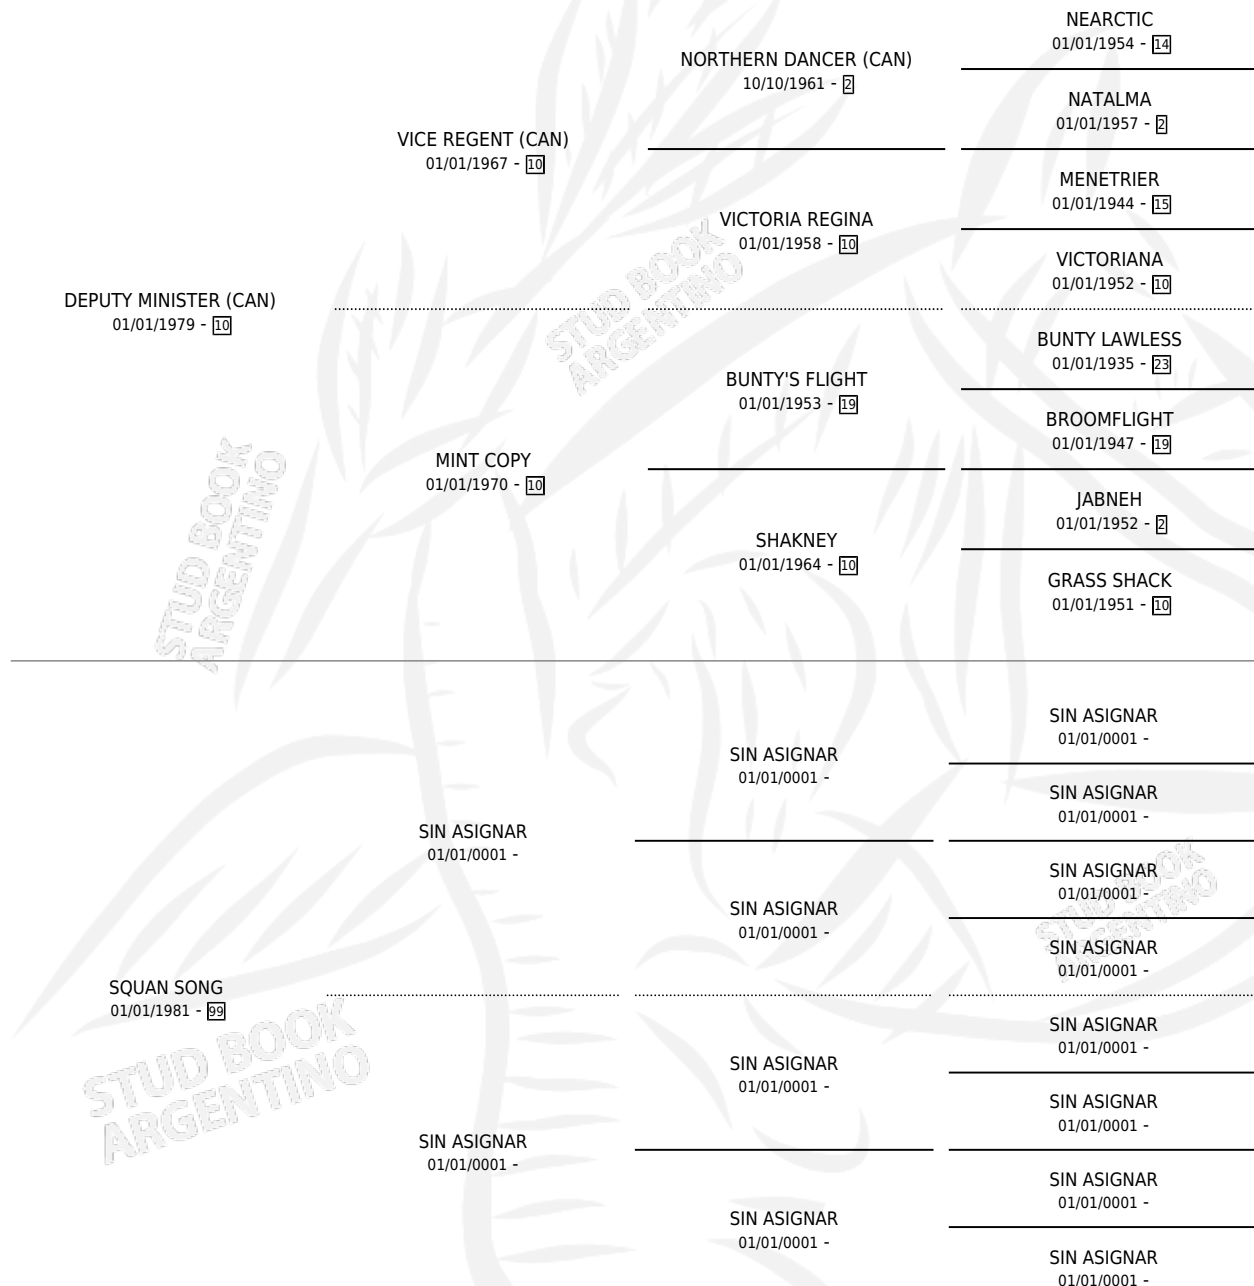 NEARCTIC
01/01/1954 - 14
NORTHERN DANCER (CAN)
10/10/1961 - 2
NATALMA
01/01/1957 - 2
VICE REGENT (CAN)
01/01/1967 - 10
MENETRIER
01/01/1944 - 15
VICTORIA REGINA
01/01/1958 - 10
VICTORIANA
01/01/1952 - 10
DEPUTY MINISTER (CAN)
01/01/1979 - 10
BUNTY LAWLESS
01/01/1935 - 23
BUNTY'S FLIGHT
01/01/1953 - 19
BROOMFLIGHT
01/01/1947 - 19
MINT COPY
01/01/1970 - 10
JABNEH
01/01/1952 - 2
SHAKNEY
01/01/1964 - 10
GRASS SHACK
01/01/1951 - 10
STUD BOOK
ARGENTINO
STUD BOOK
ARGENTINO
SIN ASIGNAR
01/01/0001 -
SIN ASIGNAR
01/01/0001 -
SIN ASIGNAR
01/01/0001 -
SIN ASIGNAR
01/01/0001 -
SIN ASIGNAR
01/01/0001 -
SIN ASIGNAR
01/01/0001 -
SIN ASIGNAR
01/01/0001 -
STUD BOOK
ARGENTINO
SQUAN SONG
01/01/1981 - 99
SIN ASIGNAR
01/01/0001 -
SIN ASIGNAR
01/01/0001 -
SIN ASIGNAR
01/01/0001 -
SIN ASIGNAR
01/01/0001 -
SIN ASIGNAR
01/01/0001 -
SIN ASIGNAR
01/01/0001 -
SIN ASIGNAR
01/01/0001 -
STUD BOOK
ARGENTINO